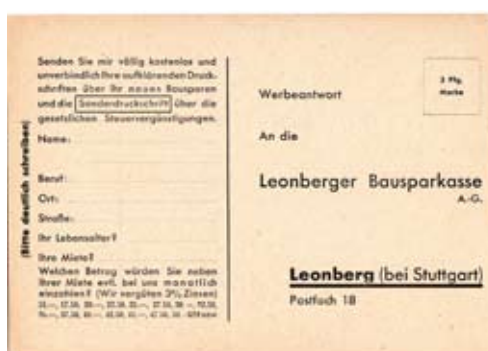 Senden Sie mir völlig kostenlos und
unverbindlich Ihre aufklärenden Druck-
schriften über Ihr neues Bausparen
und die Sonderdruckschrift über die
gesetzlichen Steuervergünstigungen.
Name:
Beruf:
Ort:
Straße:
Ihr Lebensalter?
Ihre Miete?
Welchen Betrag würden Sie neben
Ihrer Miete evtl. bei uns monatlich
einzahlen? (Wir vergüten 3% Zinsen)
(Bitte deutlich schreiben)
3 Pfg.
Marke
Werbeantwort
An die
Leonberger Bausparkasse
A.-G.
Leonberg (bei Stuttgart)
Postfach 18